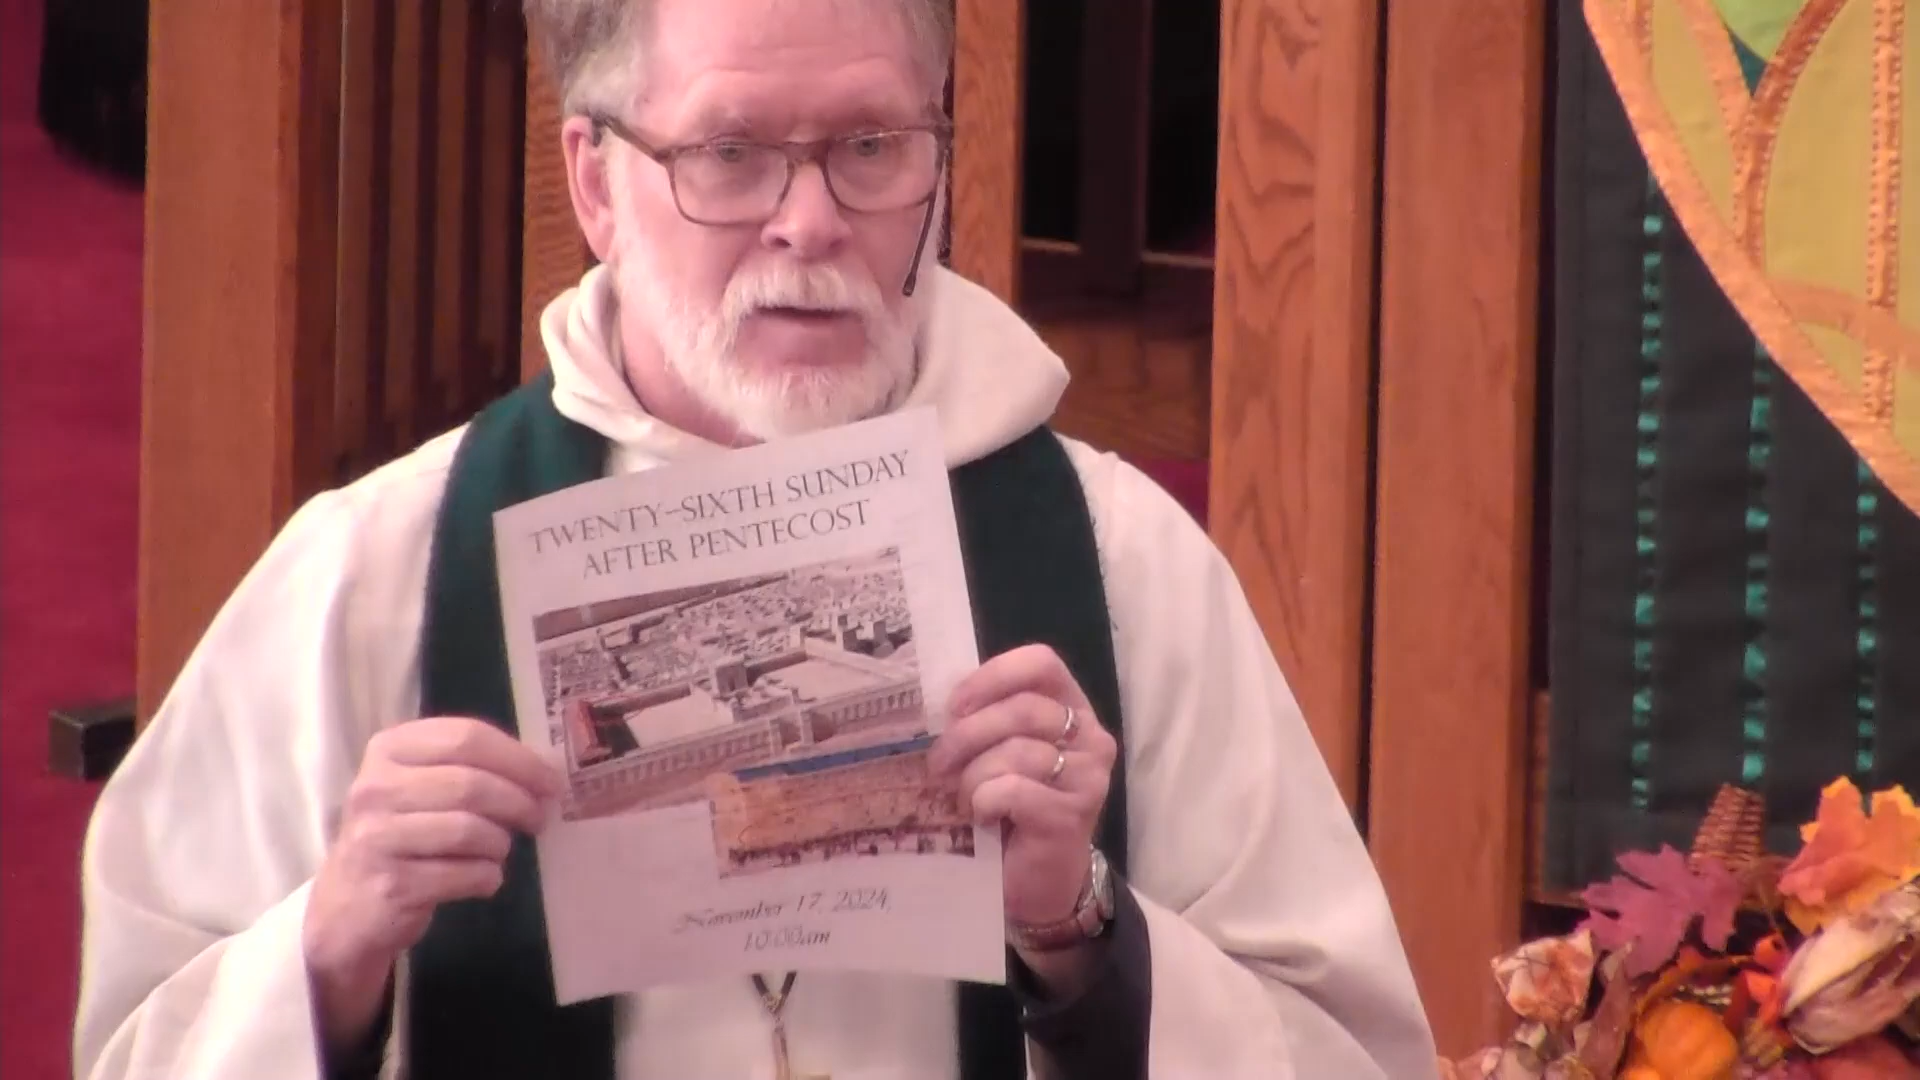 TWENTY-SIXTH SUNDAY
AFTER PENTECOST
November 17, 2024,
10:00am